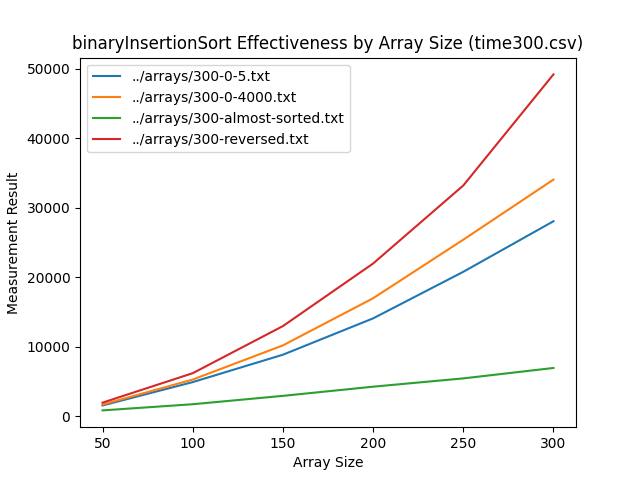 binaryInsertionSort Effectiveness by Array Size (time300.csv)
../arrays/300-0-5.txt
../arrays/300-0-4000.txt
../arrays/300-almost-sorted.txt
../arrays/300-reversed.txt
50000
40000
30000
20000
10000
0
Measurement Result
50 100 150 200 250 300
Array Size